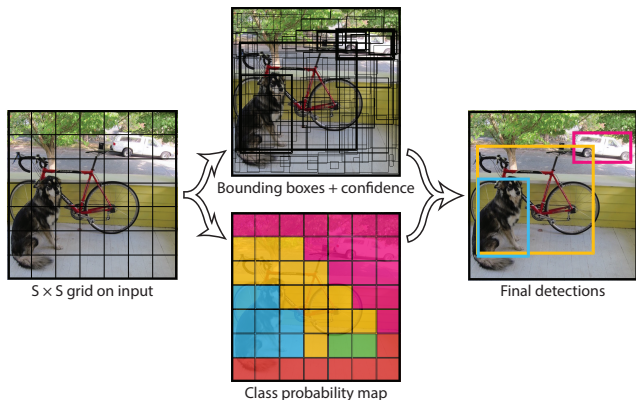 Bounding boxes + confidence
S × S grid on input
Final detections
Class probability map